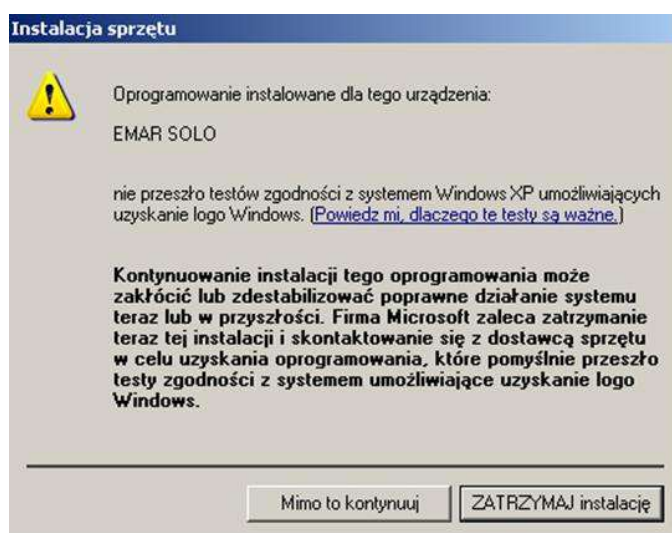 Instalacja sprzętu
Oprogramowanie instalowane dla tego urządzenia:
EMAR SOLO
nie przeszło testów zgodności z systemem Windows XP umożliwiających
uzyskanie logo Windows. (Powiedz mi, dlaczego te testy są ważne.)
Kontynuowanie instalacji tego oprogramowania może
zakłócić lub zdestabilizować poprawne działanie systemu
teraz lub w przyszłości. Firma Microsoft zaleca zatrzymanie
teraz tej instalacji i skontaktowanie się z dostawcą sprzętu
w celu uzyskania oprogramowania, które pomyślnie przeszło
testy zgodności z systemem umożliwiające uzyskanie logo
Windows.
Mimo to kontynuuj
ZATRZYMAJ instalację